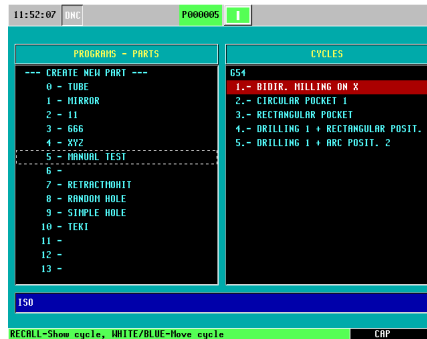 11:52:07 DNC P000005
PROGRAMS - PARTS
--- CREATE NEW PART ---
0 - TUBE
1 - MIRROR
2 - 11
3 - 666
4 - XYZ
5 - MANUAL TEST
6 -
7 - RETRACTMOHIT
8 - RANDOM HOLE
9 - SIMPLE HOLE
10 - TEKI
11 -
12 -
13 -
CYCLES
G54
1.- BIDIR. MILLING ON X
2.- CIRCULAR POCKET 1
3.- RECTANGULAR POCKET
4.- DRILLING 1 + RECTANGULAR POSIT.
5.- DRILLING 1 + ARC POSIT. 2
ISO
RECALL-Show cycle, WHITE/BLUE-Move cycle CAP